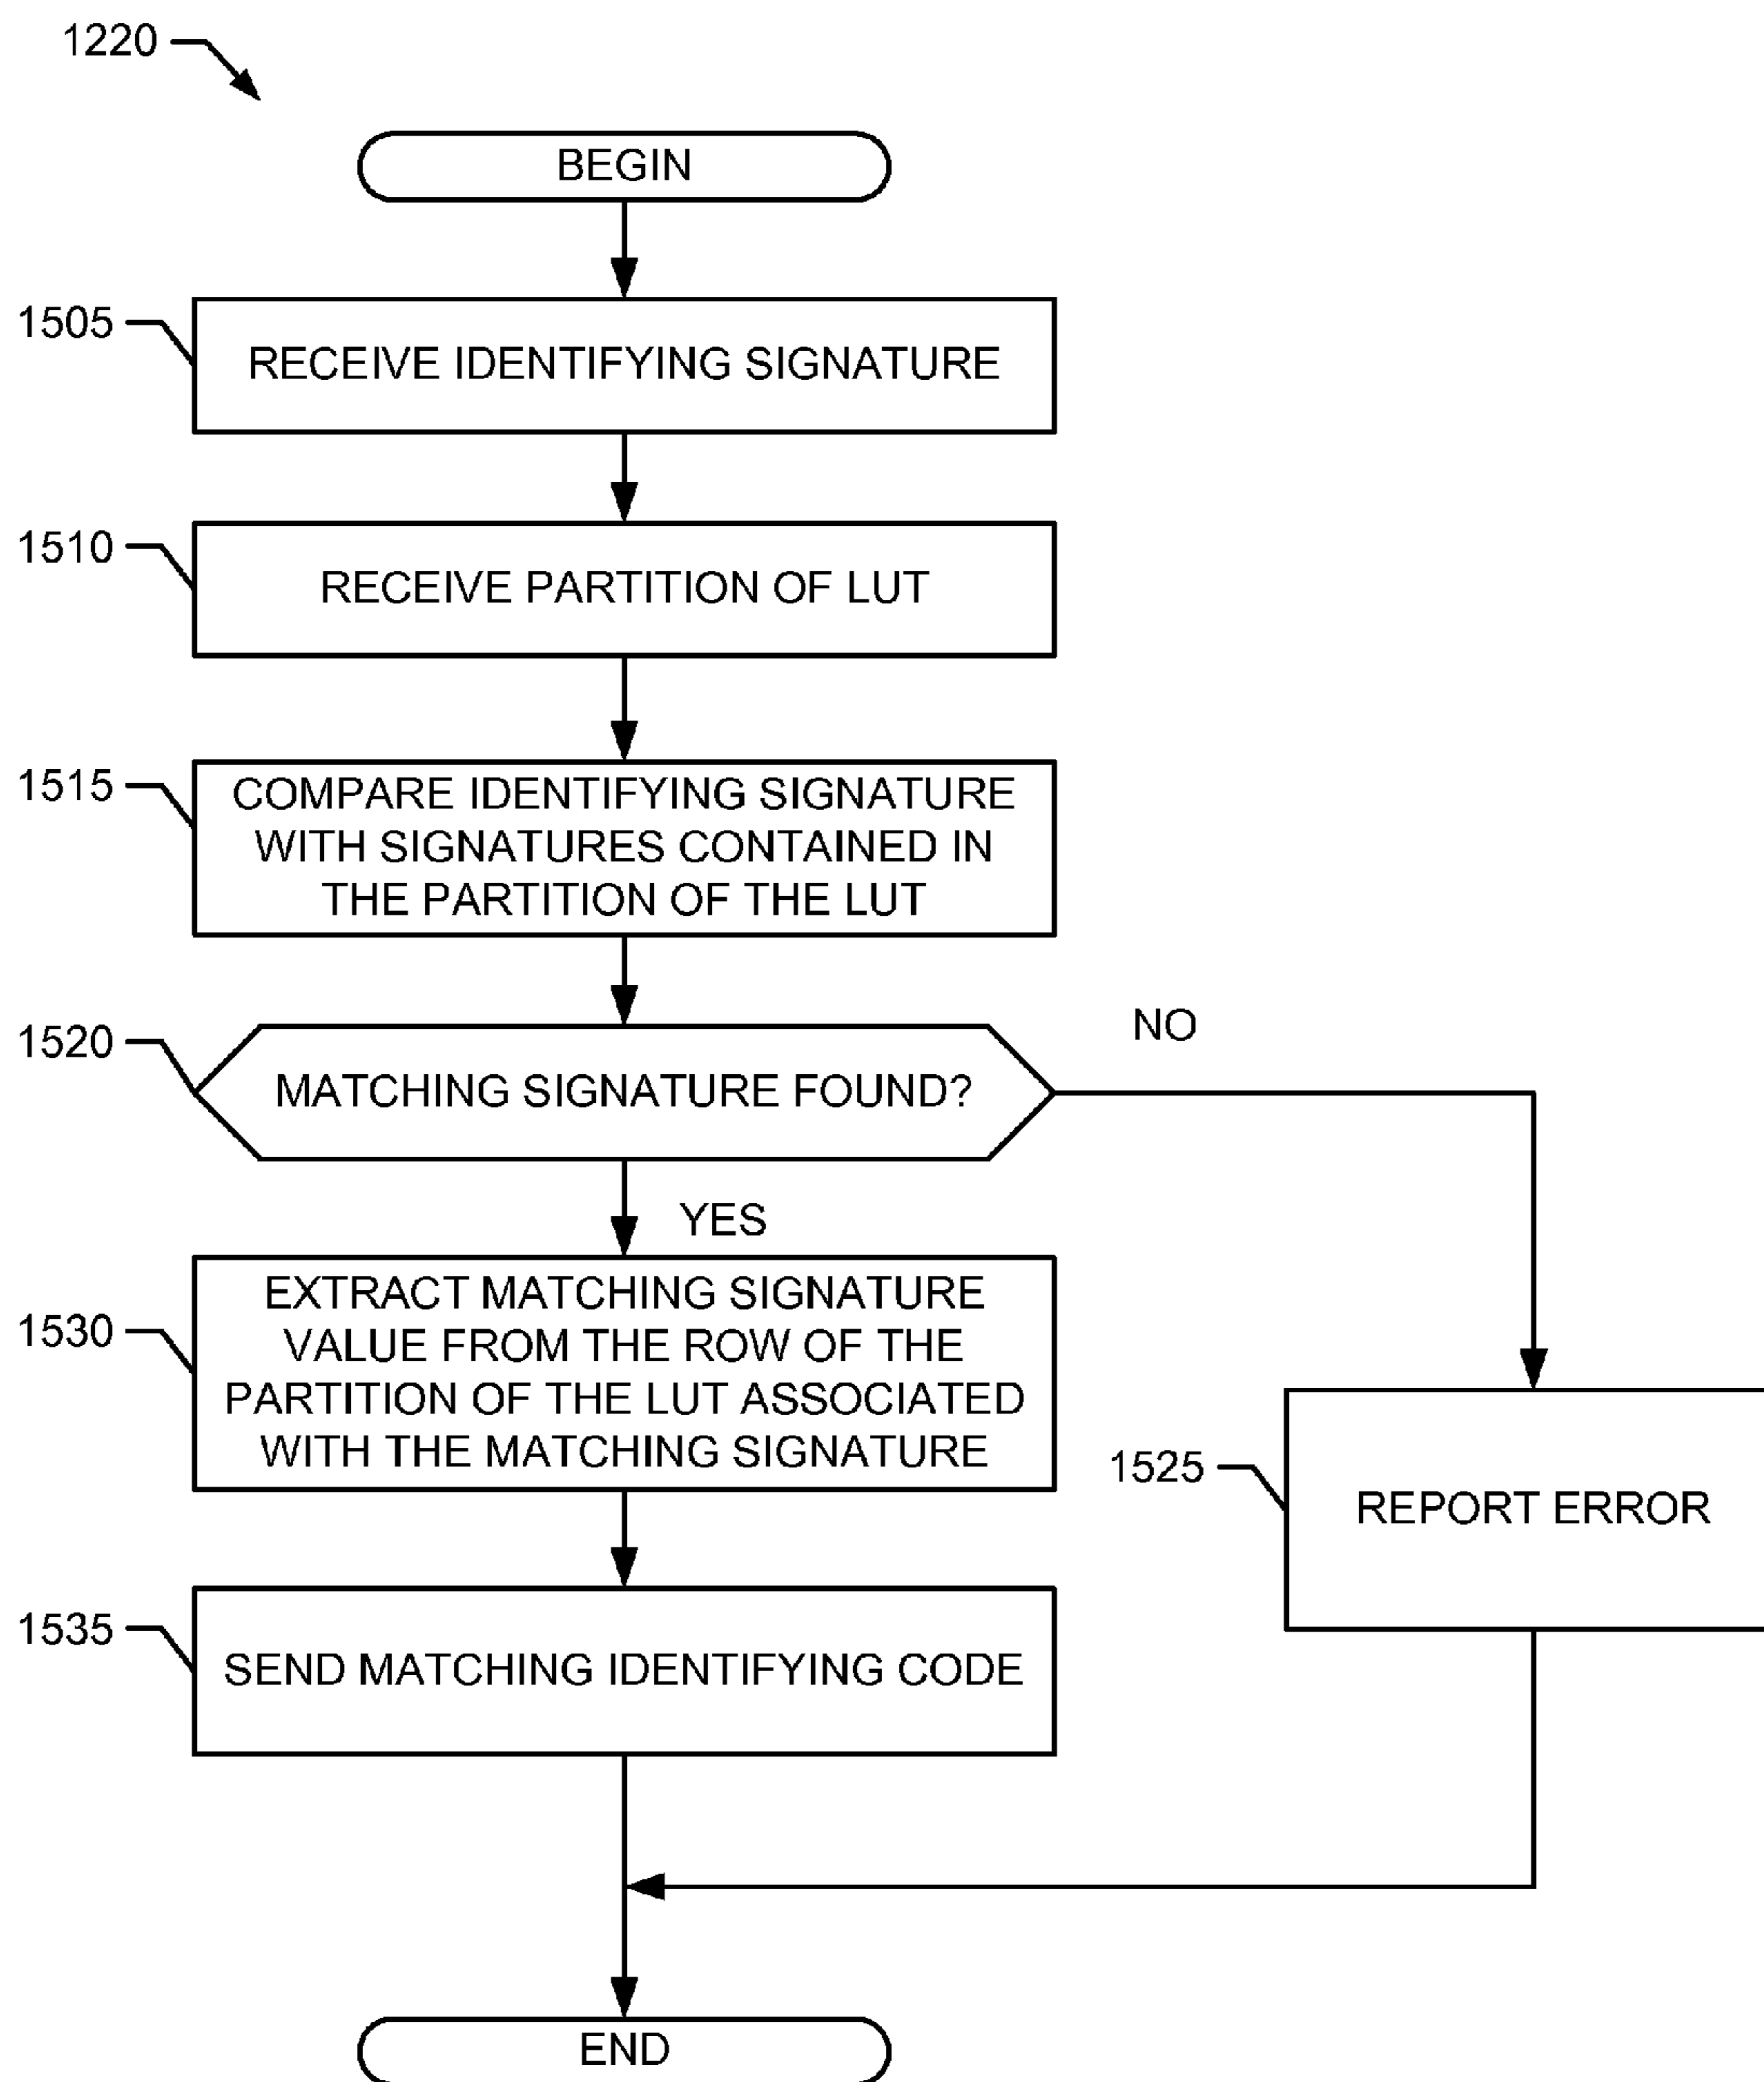 1220
BEGIN
1505
RECEIVE IDENTIFYING SIGNATURE
1510
RECEIVE PARTITION OF LUT
1515
COMPARE IDENTIFYING SIGNATURE
WITH SIGNATURES CONTAINED IN
THE PARTITION OF THE LUT
1520
MATCHING SIGNATURE FOUND?
NO
YES
1530
EXTRACT MATCHING SIGNATURE
VALUE FROM THE ROW OF THE
PARTITION OF THE LUT ASSOCIATED
WITH THE MATCHING SIGNATURE
1525
REPORT ERROR
1535
SEND MATCHING IDENTIFYING CODE
END